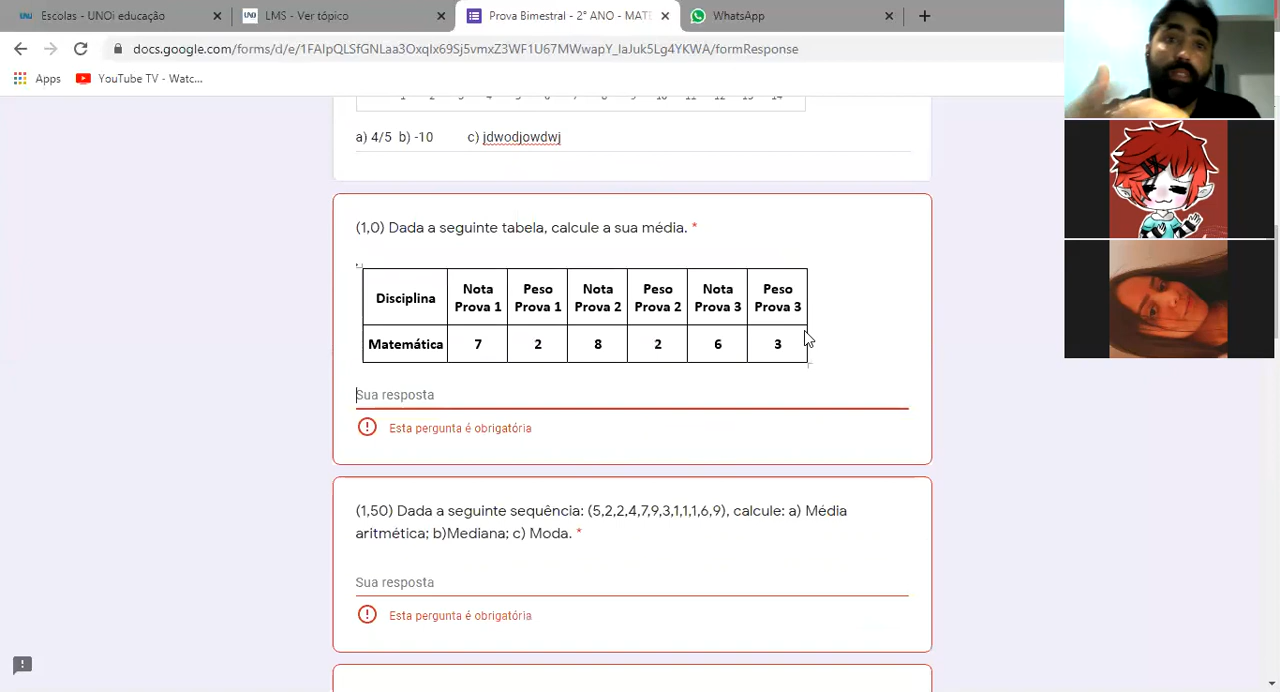 Escolas - UNOi educação
LMS - Ver tópico
Prova Bimestral - 2° ANO - MATE
WhatsApp
docs.google.com/forms/d/e/1FAIpQLSfGNLaa3OxqIx69Sj5vmxZ3WF1U67MWwapY_IaJuk5Lg4YKWA/formResponse
Apps
YouTube TV - Watc...
a) 4/5 b) -10 c) jdwodjowdwj
(1,0) Dada a seguinte tabela, calcule a sua média. *
Disciplina Nota Prova 1 Peso Prova 1 Nota Prova 2 Peso Prova 2 Nota Prova 3 Peso Prova 3
Matemática 7 2 8 2 6 3
Sua resposta
Esta pergunta é obrigatória
(1,50) Dada a seguinte sequência: (5,2,2,4,7,9,3,1,1,1,6,9), calcule: a) Média
aritmética; b)Mediana; c) Moda. *
Sua resposta
Esta pergunta é obrigatória